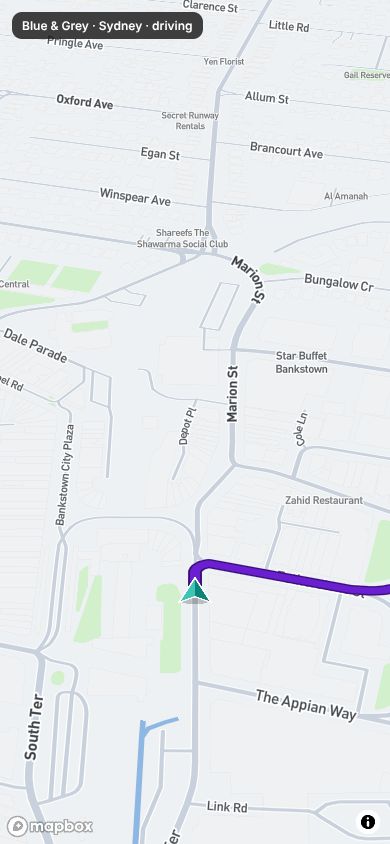 Clarence St
Blue & Grey · Sydney · driving
Little Rd
Pringle Ave
Yen Florist
Gail Reserve
Oxford Ave
Allum St
Secret Runway
Rentals
Egan St
Brancourt Ave
Winspear Ave
Al Amanah
Shareefs The
Shawarma Social Club
Marion St
Central
Bungalow Cr
Dale Parade
Star Buffet
Bankstown
Rd
Marion St
Depot Pl
Cole Ln
Bankstown City Plaza
Zahid Restaurant
St
The Appian Way
South Ter
Link Rd
Ter
mapbox
i